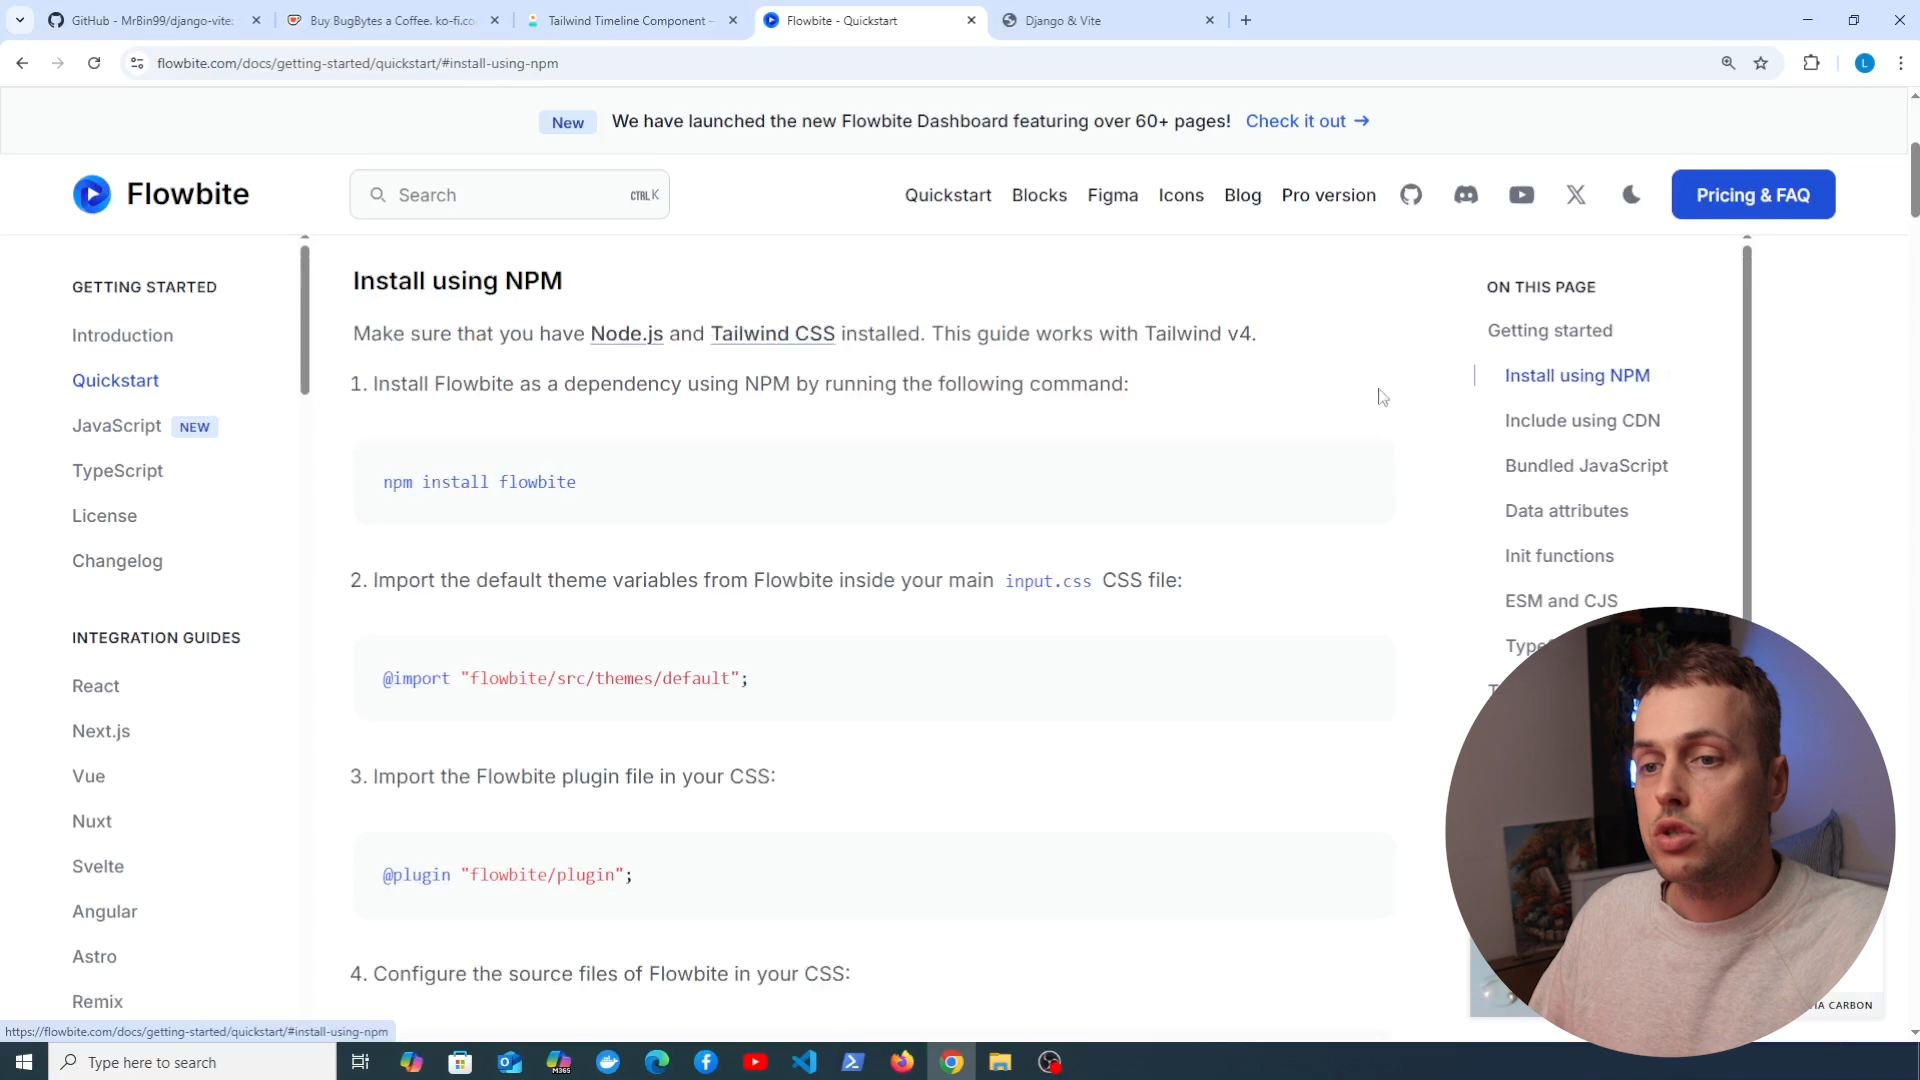 GitHub - MrBin99/django-vite:
Buy BugBytes a Coffee. ko-fi.co
Tailwind Timeline Component –
Flowbite - Quickstart
Django & Vite
flowbite.com/docs/getting-started/quickstart/#install-using-npm
L
New We have launched the new Flowbite Dashboard featuring over 60+ pages! Check it out →
Flowbite
Search CTRL K
Quickstart Blocks Figma Icons Blog Pro version
Pricing & FAQ
GETTING STARTED
Introduction
Quickstart
JavaScript NEW
TypeScript
License
Changelog
INTEGRATION GUIDES
React
Next.js
Vue
Nuxt
Svelte
Angular
Astro
Remix
Install using NPM
Make sure that you have Node.js and Tailwind CSS installed. This guide works with Tailwind v4.
1. Install Flowbite as a dependency using NPM by running the following command:
npm install flowbite
2. Import the default theme variables from Flowbite inside your main input.css CSS file:
@import "flowbite/src/themes/default";
3. Import the Flowbite plugin file in your CSS:
@plugin "flowbite/plugin";
4. Configure the source files of Flowbite in your CSS:
ON THIS PAGE
Getting started
Install using NPM
Include using CDN
Bundled JavaScript
Data attributes
Init functions
ESM and CJS
CARBON
https://flowbite.com/docs/getting-started/quickstart/#install-using-npm
Type here to search
M365